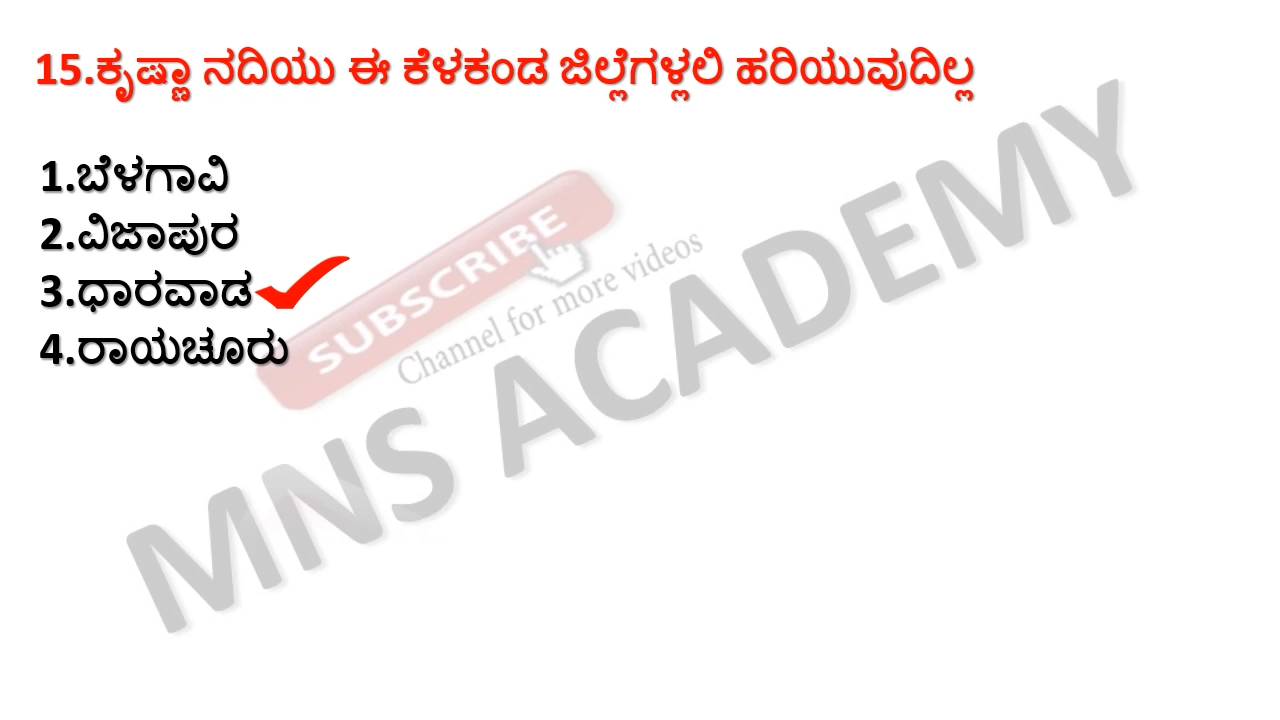 15.ಕೃಷ್ಣಾ ನದಿಯು ಈ ಕೆಳಕಂಡ ಜಿಲ್ಲೆಗಳ್ಲಲಿ ಹರಿಯುವುದಿಲ್ಲ
1.ಬೆಳಗಾವಿ
2.ವಿಜಾಪುರ
3.ಧಾರವಾಡ
4.ರಾಯಚೂರು
SUBSCRIBE
Channel for more videos
MNS ACADEMY